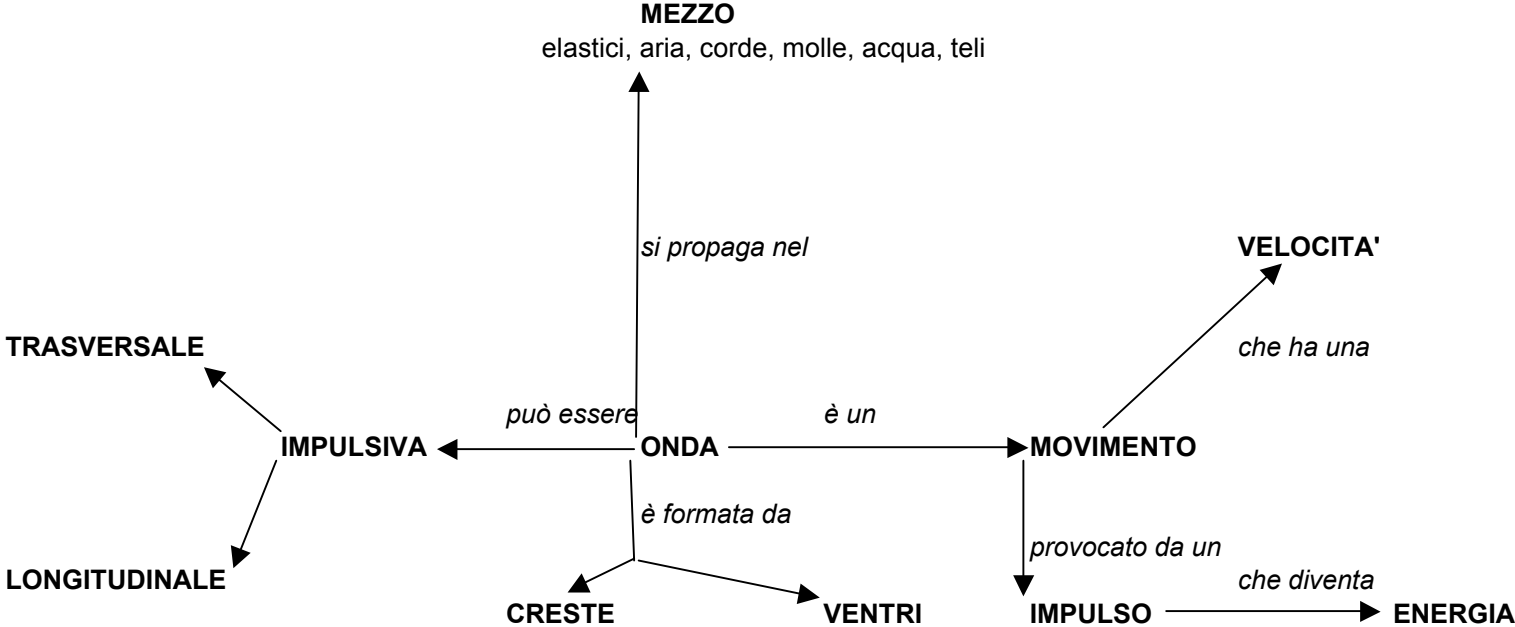 MEZZO
elastici, aria, corde, molle, acqua, teli
si propaga nel
VELOCITA'
TRASVERSALE
che ha una
può essere
è un
IMPULSIVA
ONDA
MOVIMENTO
è formata da
provocato da un
LONGITUDINALE
che diventa
CRESTE
VENTRI
IMPULSO
ENERGIA